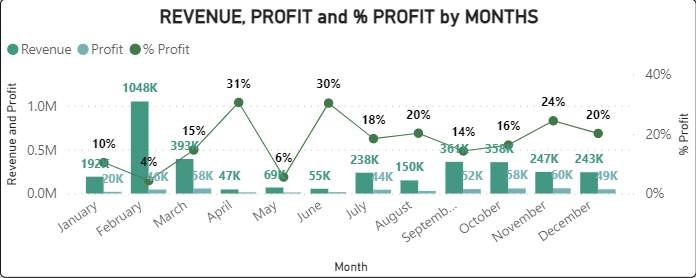 REVENUE, PROFIT and % PROFIT by MONTHS
Revenue Profit % Profit
Revenue and Profit
1.0M
0.5M
0.0M
192K 1048K 393K 47K 69K 55K 238K 150K 361K 358K 247K 243K
20K 46K 58K 44K 52K 58K 60K 49K
10% 4% 15% 31% 6% 30% 18% 20% 14% 16% 24% 20%
40%
20%
0%
% Profit
January February March April May June July August Septemb... October November December
Month